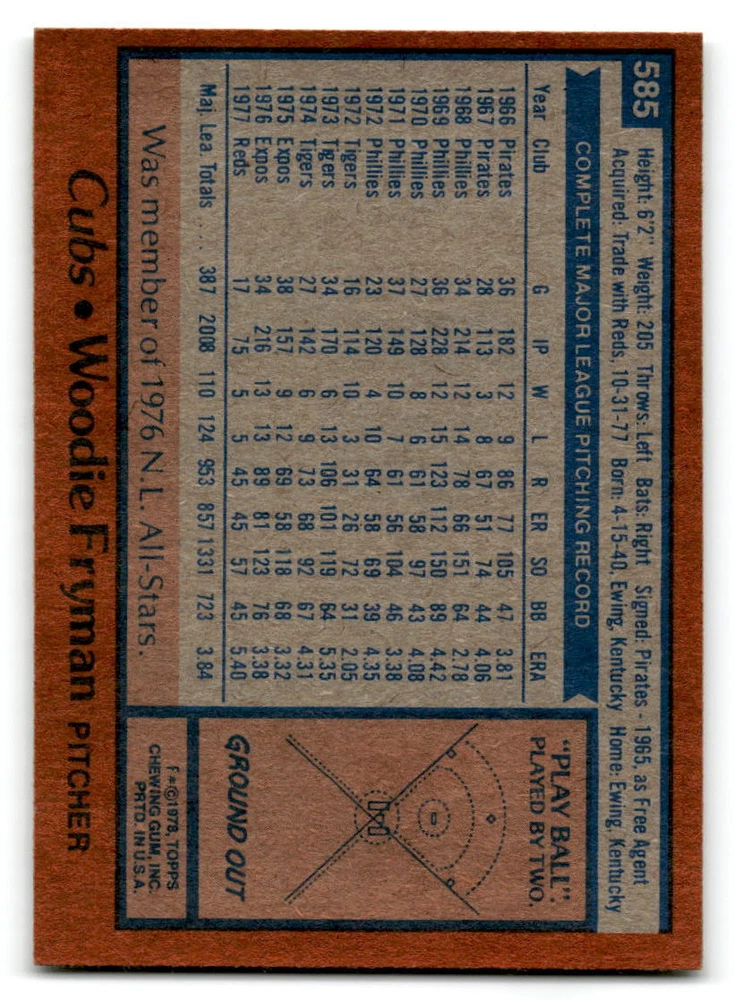 585
Height: 6'2" Weight: 205 Throws: Left Bats: Right Signed: Pirates - 1965, as Free Agent
Acquired: Trade with Reds, 10-31-77 Born: 4-15-40, Ewing, Kentucky Home: Ewing, Kentucky
COMPLETE MAJOR LEAGUE PITCHING RECORD
Year Club G IP W L R ER SO BB ERA
1966 Pirates 36 182 12 9 86 77 105 47 3.81
1967 Pirates 28 113 3 8 67 51 74 44 4.06
1968 Phillies 34 214 12 14 78 66 151 64 2.78
1969 Phillies 36 228 12 15 123 112 150 89 4.42
1970 Phillies 27 128 8 6 61 58 97 43 4.08
1971 Phillies 37 149 10 7 61 56 104 46 3.38
1972 Phillies 23 120 4 10 64 58 69 39 4.35
1972 Tigers 16 114 10 3 31 26 72 31 2.05
1973 Tigers 34 170 6 13 106 101 119 64 5.35
1974 Tigers 27 142 6 9 73 68 92 67 4.31
1975 Expos 38 157 9 12 69 58 118 68 3.32
1976 Expos 34 216 13 13 89 81 123 76 3.38
1977 Reds 17 75 5 5 45 45 57 45 5.40
Maj. Lea. Totals .... 387 2008 110 124 953 857 1331 723 3.84
Was member of 1976 N.L. All-Stars.
"PLAY BALL".
PLAYED BY TWO.
GROUND OUT
F*©1978, TOPPS
CHEWING GUM, INC.
PRTD. IN U.S.A.
Cubs • Woodie Fryman PITCHER